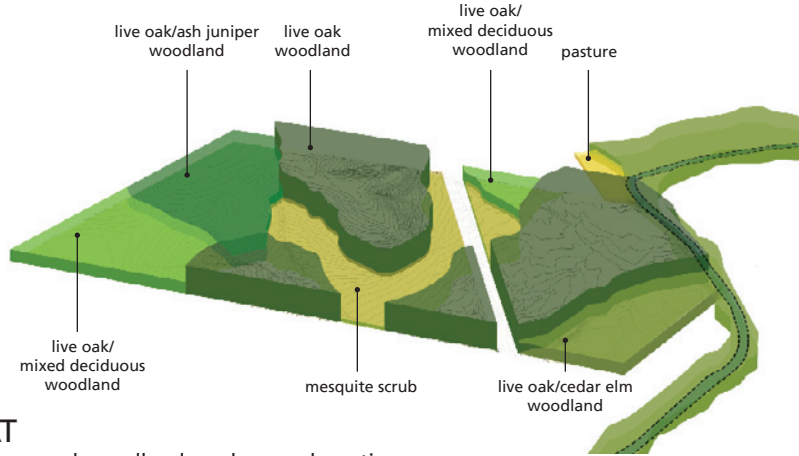 live oak/ash juniper
woodland
live oak
woodland
live oak/
mixed deciduous
woodland
pasture
live oak/
mixed deciduous
woodland
mesquite scrub
live oak/cedar elm
woodland
AT